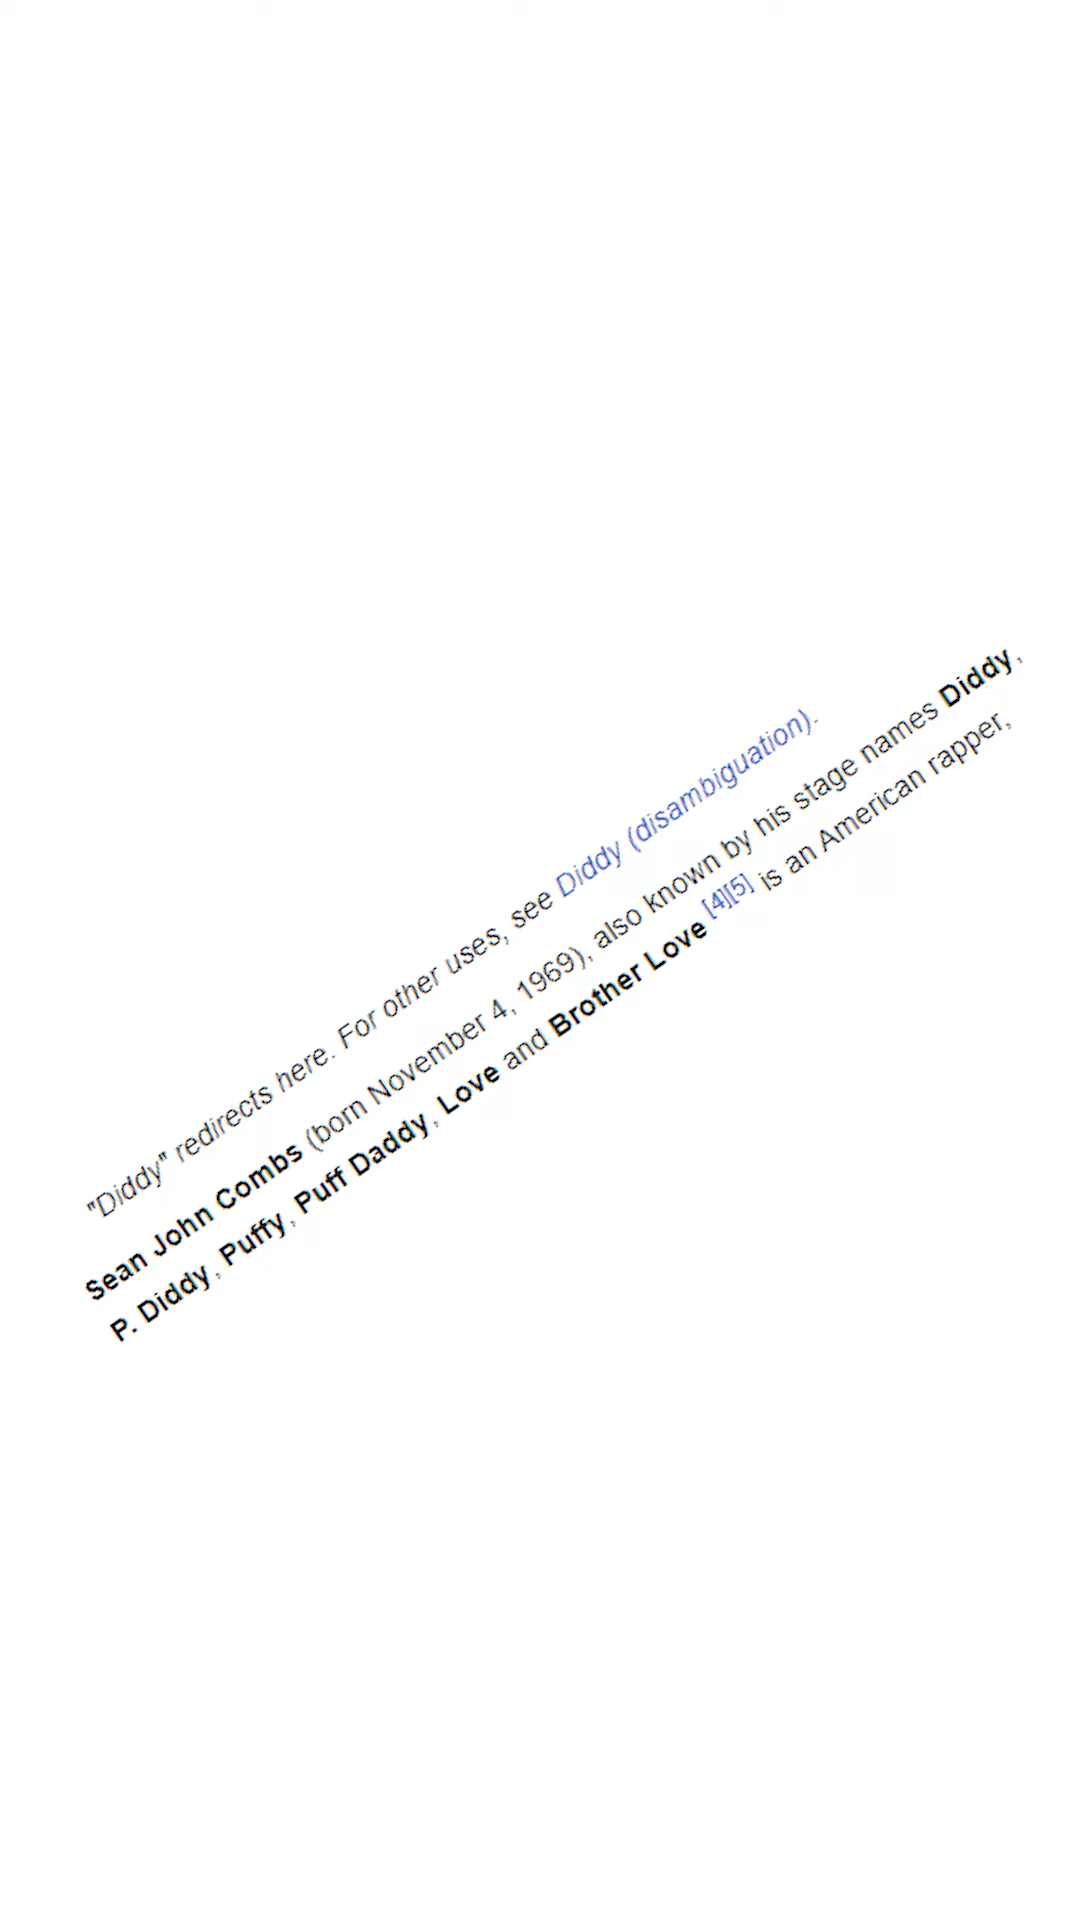 "Diddy" redirects here. For other uses, see Diddy (disambiguation).
Sean John Combs (born November 4, 1969), also known by his stage names Diddy,
P. Diddy, Puffy, Puff Daddy, Love and Brother Love [4][5] is an American rapper,